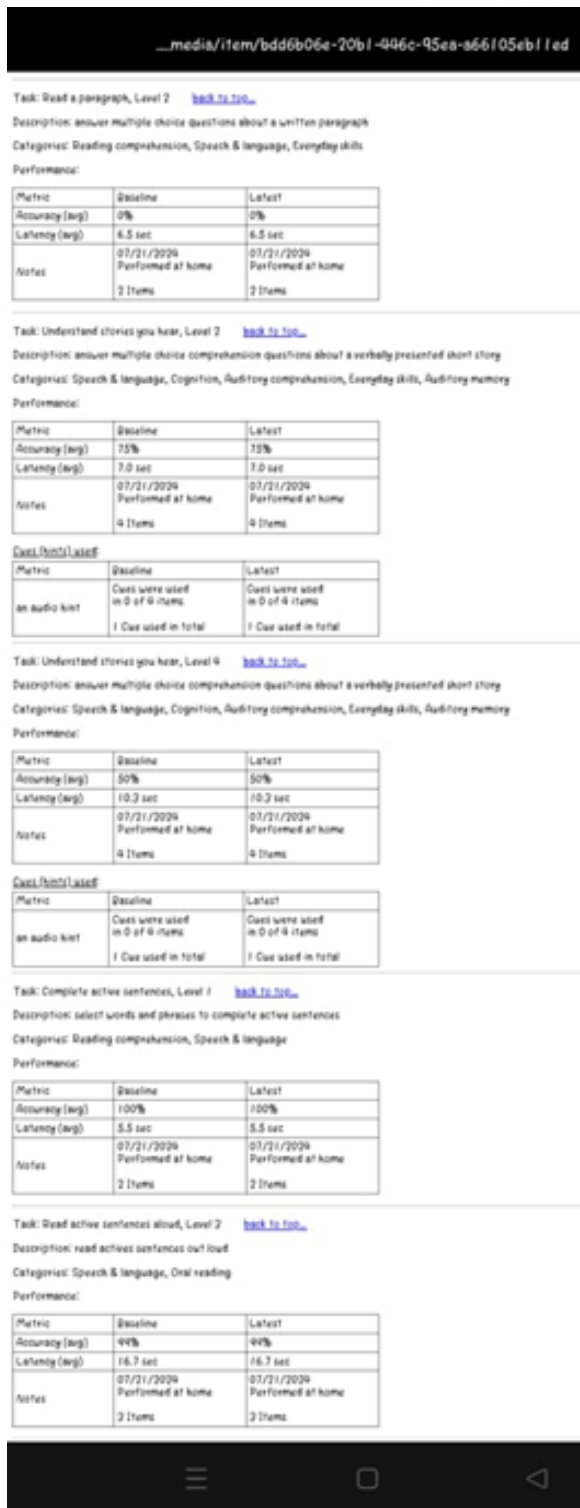 ....media/item/bdd6b06e-20b1-446c-95ea-a66105eb11ed
Task: Read a paragraph, Level 2 back to top...
Description: answer multiple choice questions about a written paragraph
Categories: Reading comprehension, Speech & language, Everyday skills
Performance:
Metric Baseline Latest
Accuracy (avg) 0% 0%
Latency (avg) 6.5 sec 6.5 sec
07/21/2024 07/21/2024
Performed at home Performed at home
Notes
2 Items 2 Items
Task: Understand stories you hear, Level 2 back to top...
Description: answer multiple choice comprehension questions about a verbally presented short story
Categories: Speech & language, Cognition, Auditory comprehension, Everyday skills, Auditory memory
Performance:
Metric Baseline Latest
Accuracy (avg) 75% 75%
Latency (avg) 7.0 sec 7.0 sec
07/21/2024 07/21/2024
Performed at home Performed at home
Notes
4 Items 4 Items
Cues (hints) used:
Metric Baseline Latest
Cues were used Cues were used
in 0 of 4 items in 0 of 4 items
an audio hint
1 Cue used in total 1 Cue used in total
Task: Understand stories you hear, Level 4 back to top...
Description: answer multiple choice comprehension questions about a verbally presented short story
Categories: Speech & language, Cognition, Auditory comprehension, Everyday skills, Auditory memory
Performance:
Metric Baseline Latest
Accuracy (avg) 50% 50%
Latency (avg) 10.3 sec 10.3 sec
07/21/2024 07/21/2024
Performed at home Performed at home
Notes
4 Items 4 Items
Cues (hints) used:
Metric Baseline Latest
Cues were used Cues were used
in 0 of 4 items in 0 of 4 items
an audio hint
1 Cue used in total 1 Cue used in total
Task: Complete active sentences, Level 1 back to top...
Description: select words and phrases to complete active sentences
Categories: Reading comprehension, Speech & language
Performance:
Metric Baseline Latest
Accuracy (avg) 100% 100%
Latency (avg) 5.5 sec 5.5 sec
07/21/2024 07/21/2024
Performed at home Performed at home
Notes
2 Items 2 Items
Task: Read active sentences aloud, Level back to top...
Description: read actives sentences out loud
Categories: Speech & language, Oral reading
Performance:
Metric Baseline Latest
Accuracy (avg)
Latency (avg) 16.7 sec 16.7 sec
07/21/2024 07/21/2024
Performed at home Performed at home
Notes
3 Items 3 Items